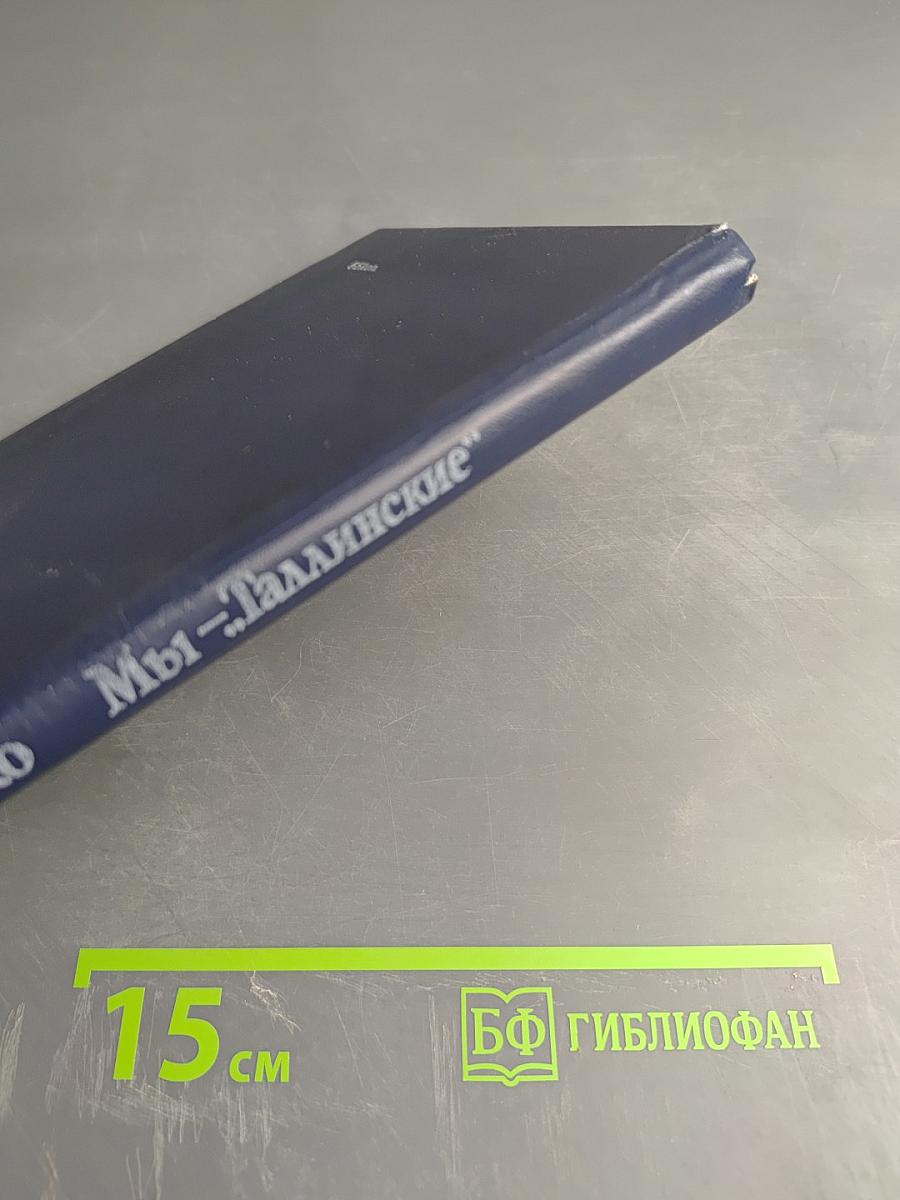 Мы – „Таллинские"
15 см
БФ ГИБЛИОФАН